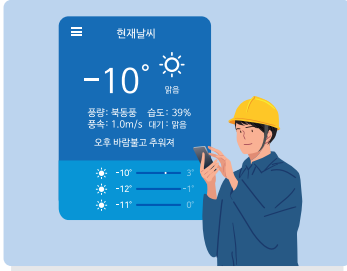 현재날씨
-10°
맑음
풍량: 북동풍 습도: 39%
풍속: 1.0m/s 대기: 맑음
오후 바람불고 추워져
-10° 3°
-12° -1°
-11° 0°